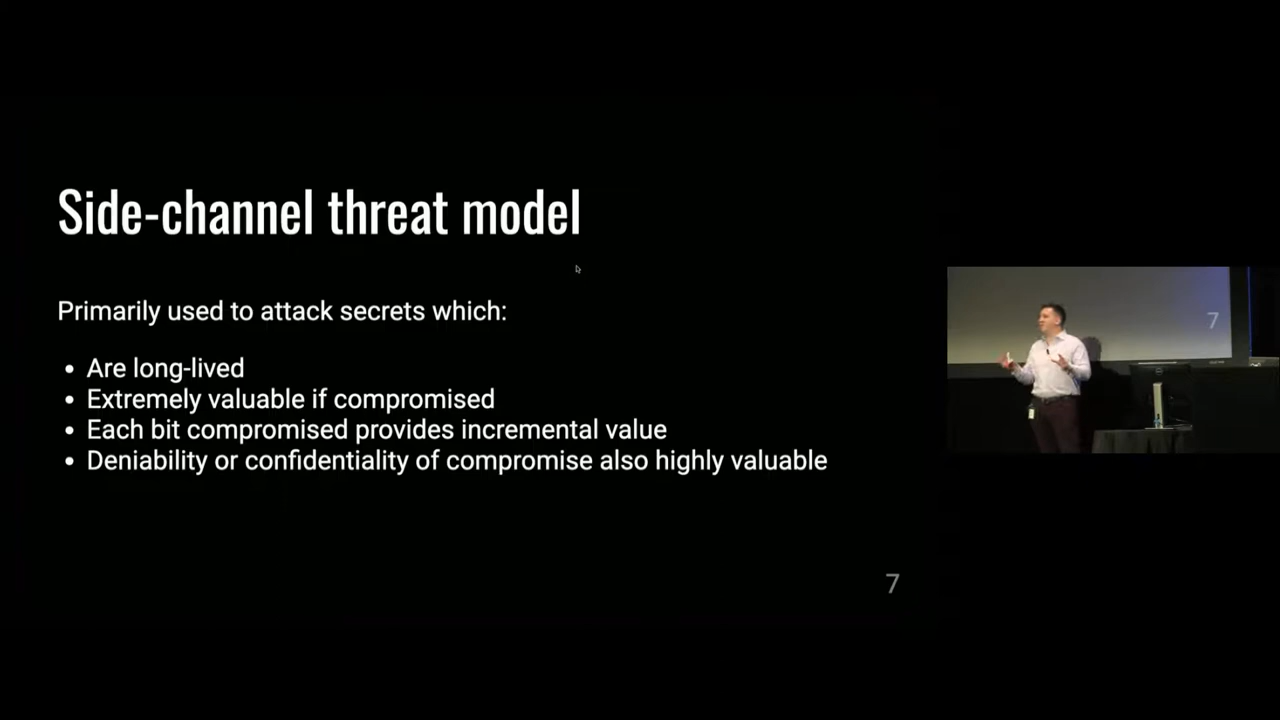 Side-channel threat model
Primarily used to attack secrets which:
• Are long-lived
• Extremely valuable if compromised
• Each bit compromised provides incremental value
• Deniability or confidentiality of compromise also highly valuable
7
7